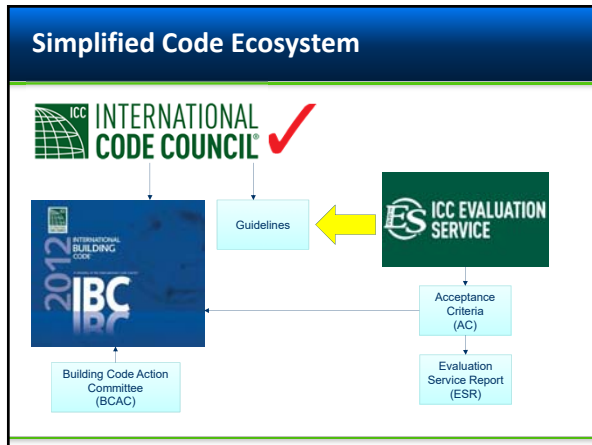 Simplified Code Ecosystem
ICC
INTERNATIONAL
CODE COUNCIL®
Guidelines
ES ICC EVALUATION
SERVICE
2012
INTERNATIONAL
BUILDING
CODE®
IBC
Acceptance
Criteria
(AC)
Building Code Action
Committee
(BCAC)
Evaluation
Service Report
(ESR)